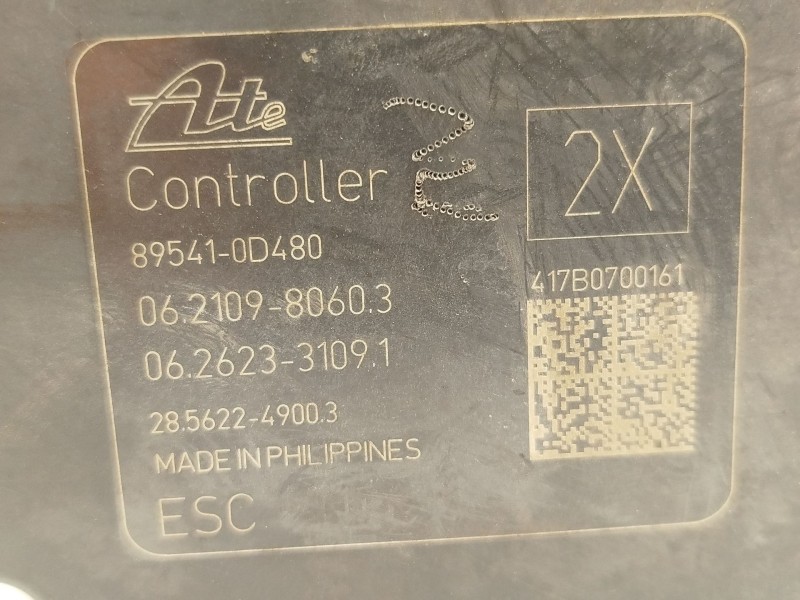 Ate
Controller
2X
89541-0D480
417B0700161
06.2109-8060.3
06.2623-3109.1
28.5622-4900.3
MADE IN PHILIPPINES
ESC